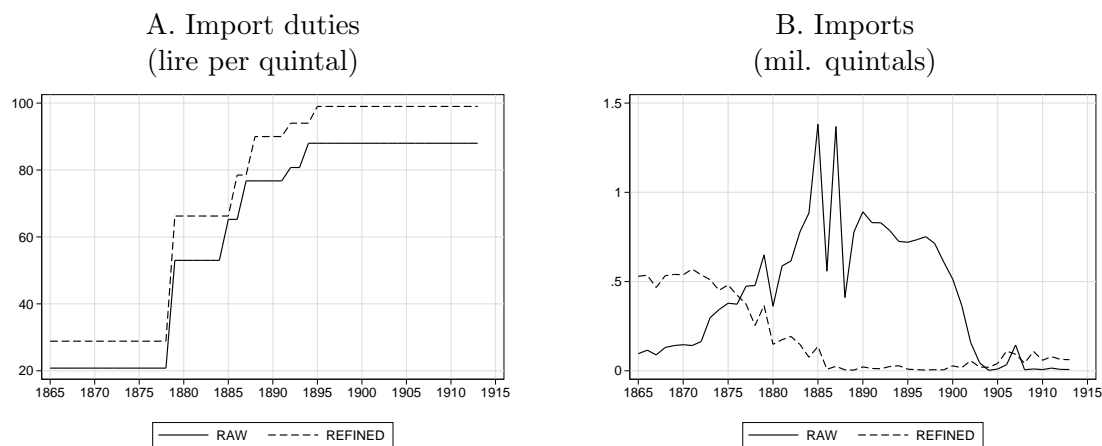 A. Import duties
(lire per quintal)
100
80
60
40
20
1865 1870 1875 1880 1885 1890 1895 1900 1905 1910 1915
RAW REFINED
B. Imports
(mil. quintals)
1.5
1
.5
0
1865 1870 1875 1880 1885 1890 1895 1900 1905 1910 1915
RAW REFINED